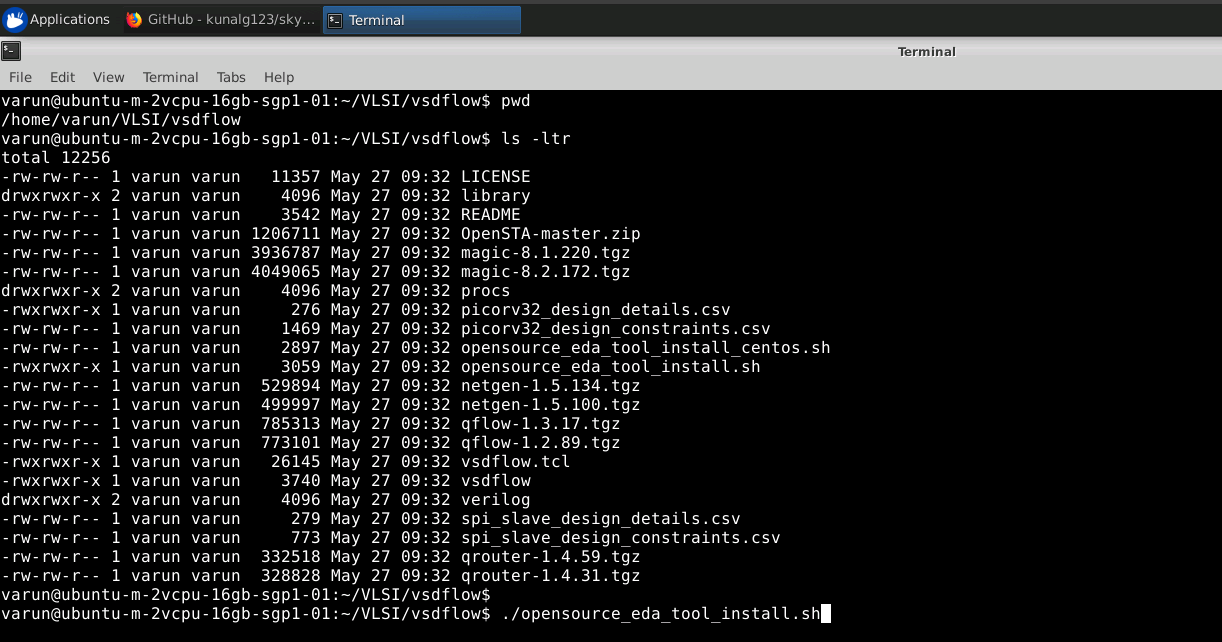 Applications GitHub - kunalg123/sky... Terminal
Terminal
File Edit View Terminal Tabs Help
varun@ubuntu-m-2vcpu-16gb-sgp1-01:~/VLSI/vsdflow$ pwd
/home/varun/VLSI/vsdflow
varun@ubuntu-m-2vcpu-16gb-sgp1-01:~/VLSI/vsdflow$ ls -ltr
total 12256
-rw-rw-r-- 1 varun varun   11357 May 27 09:32 LICENSE
drwxrwxr-x 2 varun varun    4096 May 27 09:32 library
-rw-rw-r-- 1 varun varun    3542 May 27 09:32 README
-rw-rw-r-- 1 varun varun 1206711 May 27 09:32 OpenSTA-master.zip
-rw-rw-r-- 1 varun varun 3936787 May 27 09:32 magic-8.1.220.tgz
-rw-rw-r-- 1 varun varun 4049065 May 27 09:32 magic-8.2.172.tgz
drwxrwxr-x 2 varun varun    4096 May 27 09:32 procs
-rwxrwxr-x 1 varun varun     276 May 27 09:32 picorv32_design_details.csv
-rw-rw-r-- 1 varun varun    1469 May 27 09:32 picorv32_design_constraints.csv
-rw-rw-r-- 1 varun varun    2897 May 27 09:32 opensource_eda_tool_install_centos.sh
-rwxrwxr-x 1 varun varun    3059 May 27 09:32 opensource_eda_tool_install.sh
-rw-rw-r-- 1 varun varun  529894 May 27 09:32 netgen-1.5.134.tgz
-rw-rw-r-- 1 varun varun  499997 May 27 09:32 netgen-1.5.100.tgz
-rw-rw-r-- 1 varun varun  785313 May 27 09:32 qflow-1.3.17.tgz
-rw-rw-r-- 1 varun varun  773101 May 27 09:32 qflow-1.2.89.tgz
-rwxrwxr-x 1 varun varun   26145 May 27 09:32 vsdflow.tcl
-rwxrwxr-x 1 varun varun    3740 May 27 09:32 vsdflow
drwxrwxr-x 2 varun varun    4096 May 27 09:32 verilog
-rw-rw-r-- 1 varun varun     279 May 27 09:32 spi_slave_design_details.csv
-rw-rw-r-- 1 varun varun     773 May 27 09:32 spi_slave_design_constraints.csv
-rw-rw-r-- 1 varun varun  332518 May 27 09:32 qrouter-1.4.59.tgz
-rw-rw-r-- 1 varun varun  328828 May 27 09:32 qrouter-1.4.31.tgz
varun@ubuntu-m-2vcpu-16gb-sgp1-01:~/VLSI/vsdflow$
varun@ubuntu-m-2vcpu-16gb-sgp1-01:~/VLSI/vsdflow$ ./opensource_eda_tool_install.sh